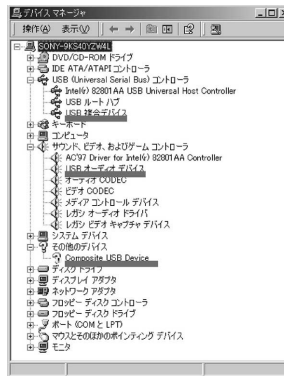 デバイス マネージャ
操作(A) 表示(V)
SONY-9KS40YZW4L
DVD/CD-ROM ドライブ
IDE ATA/ATAPI コントローラ
USB (Universal Serial Bus) コントローラ
Intel(r) 82801AA USB Universal Host Controller
USB ルート ハブ
USB 複合デバイス
キーボード
コンピュータ
サウンド、ビデオ、およびゲーム コントローラ
AC'97 Driver for Intel(r) 82801AA Controller
USB オーディオ デバイス
オーディオ CODEC
ビデオ CODEC
メディア コントロール デバイス
レガシ オーディオ ドライバ
レガシ ビデオ キャプチャ デバイス
システム デバイス
その他のデバイス
Composite USB Device
ディスク ドライブ
ディスプレイ アダプタ
ネットワーク アダプタ
フロッピー ディスク コントローラ
フロッピー ディスク ドライブ
ポート (COM と LPT)
マウスとそのほかのポインティング デバイス
モニタ